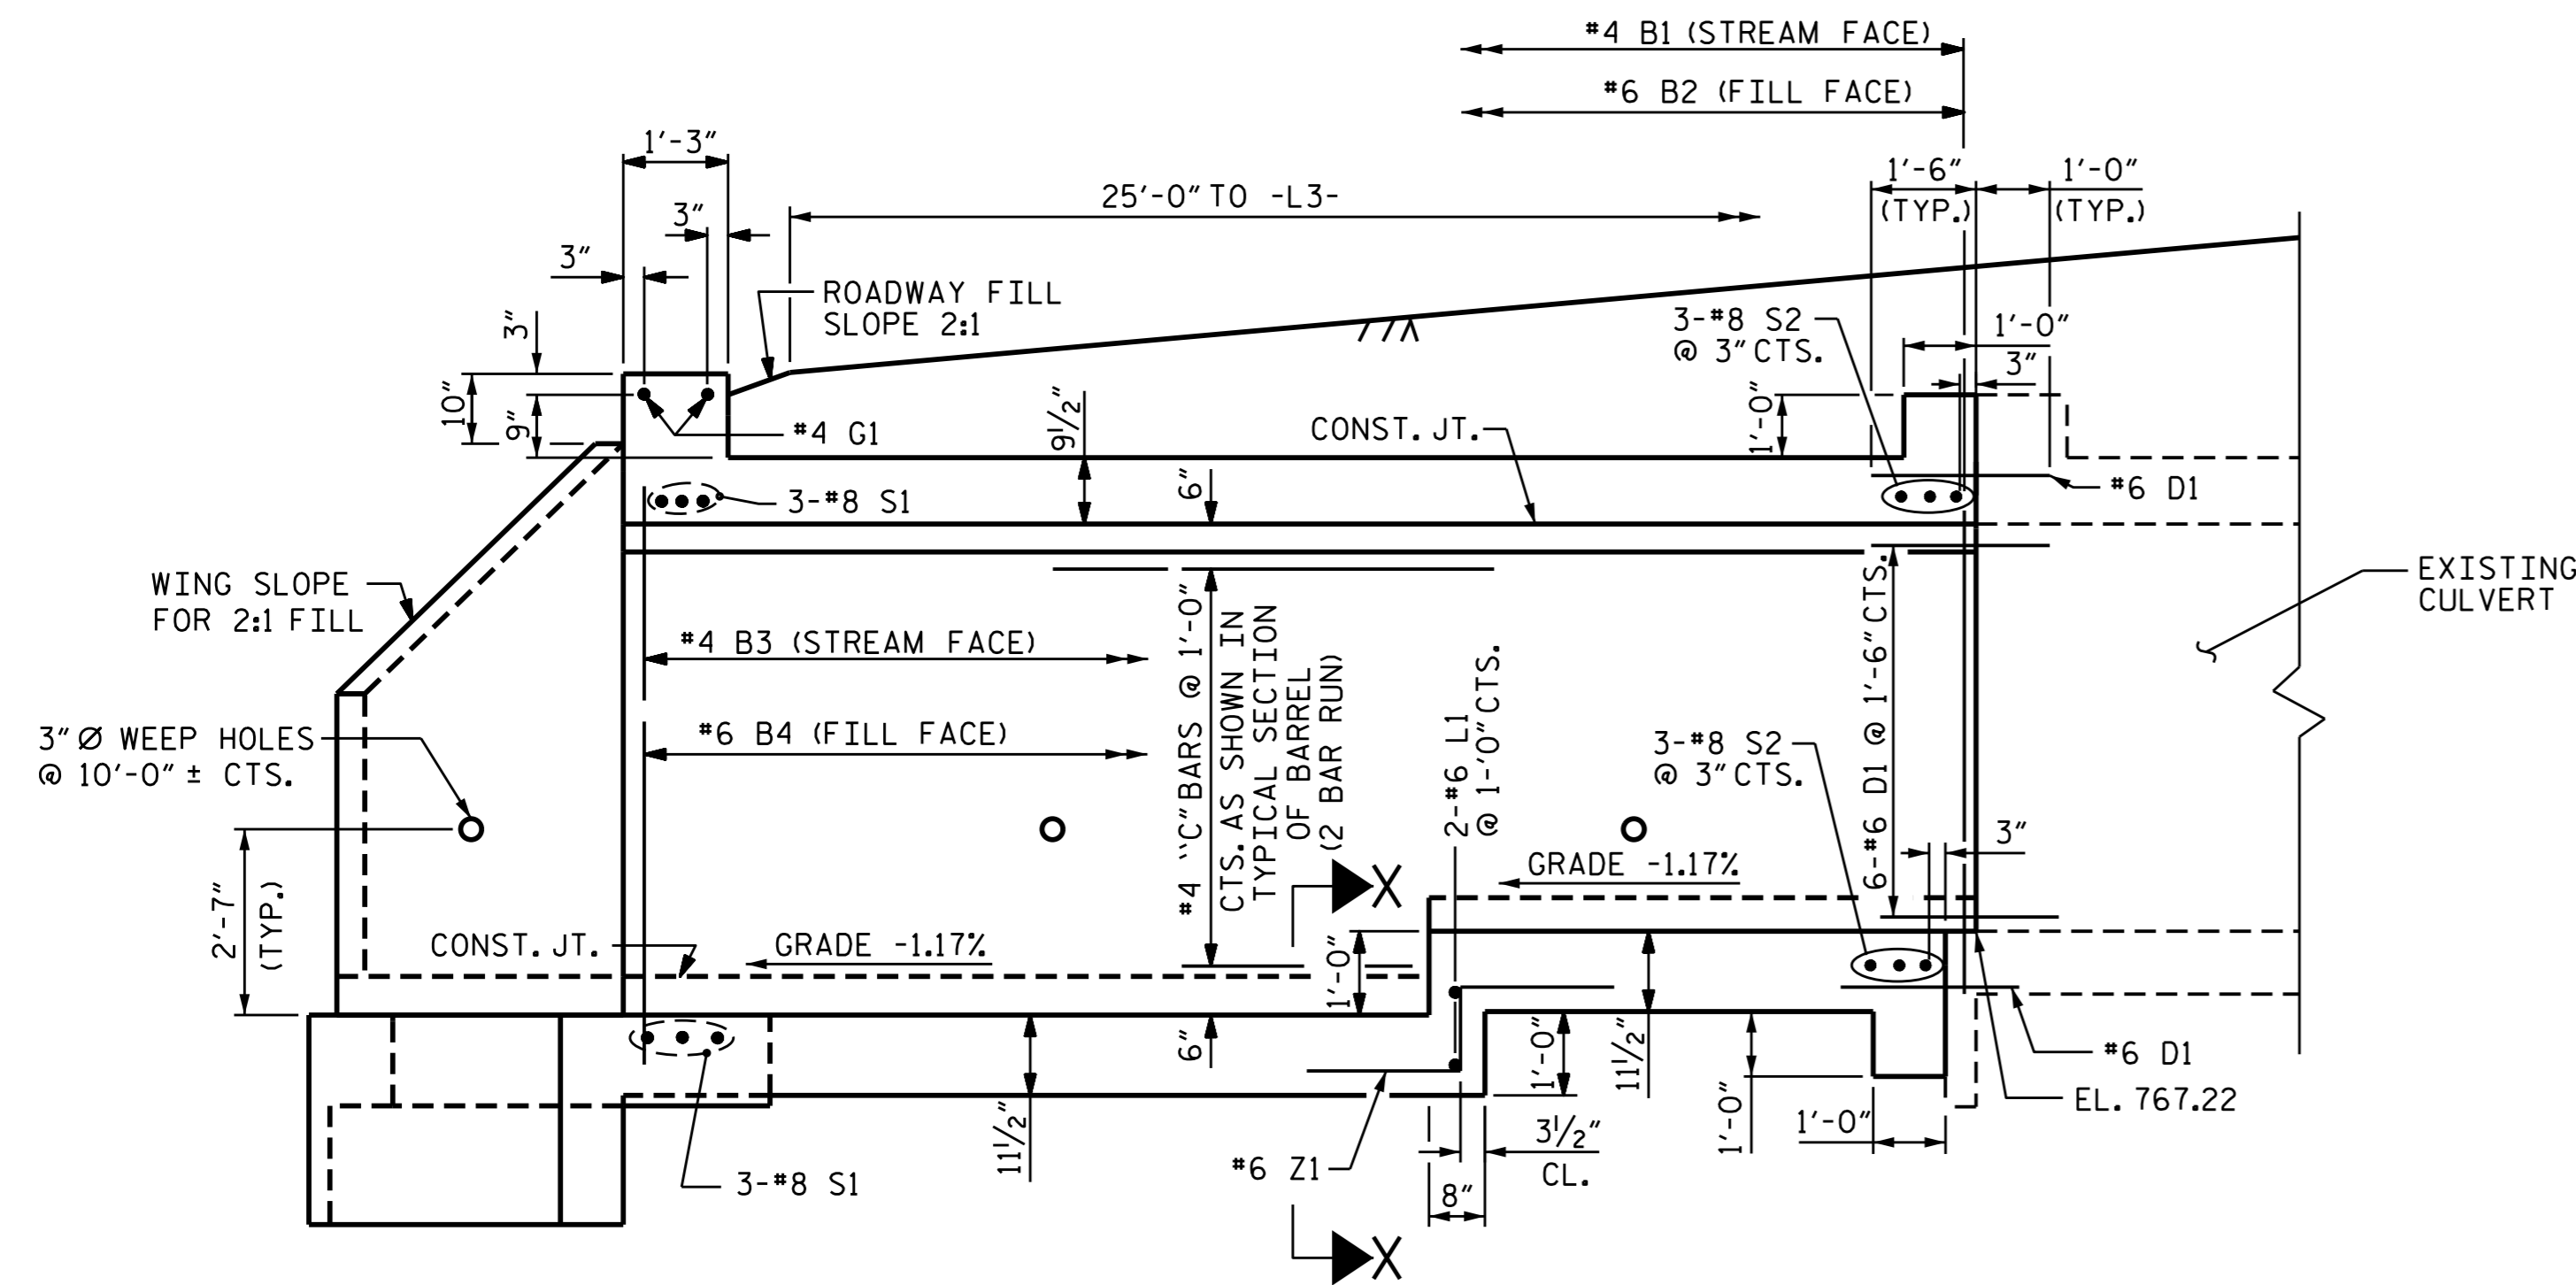 #4 B1 (STREAM FACE)
#6 B2 (FILL FACE)
1'-3"
1'-6"
(TYP.)
1'-0"
(TYP.)
25'-0" TO -L3-
3"
3"
ROADWAY FILL
SLOPE 2:1
3"
10"
9"
#4 G1
9½"
CONST. JT.
3-#8 S2
@ 3" CTS.
1'-0"
3"
1'-0"
#6 D1
3-#8 S1
6"
WING SLOPE
FOR 2:1 FILL
EXISTING
CULVERT
#4 B3 (STREAM FACE)
#6 B4 (FILL FACE)
#4 "C" BARS @ 1'-0"
CTS. AS SHOWN IN
TYPICAL SECTION
OF BARREL
(2 BAR RUN)
2-#6 L1
@ 1-'0" CTS.
6-#6 D1 @ 1'-6" CTS.
3" Ø WEEP HOLES
@ 10'-0" ± CTS.
3-#8 S2
@ 3" CTS.
3"
2'-7"
(TYP.)
X
GRADE -1.17%
CONST. JT.
GRADE -1.17%
1'-0"
6"
1'-0"
11½"
1'-0"
1'-0"
#6 D1
EL. 767.22
11½"
3-#8 S1
#6 Z1
3½"
CL.
8"
X